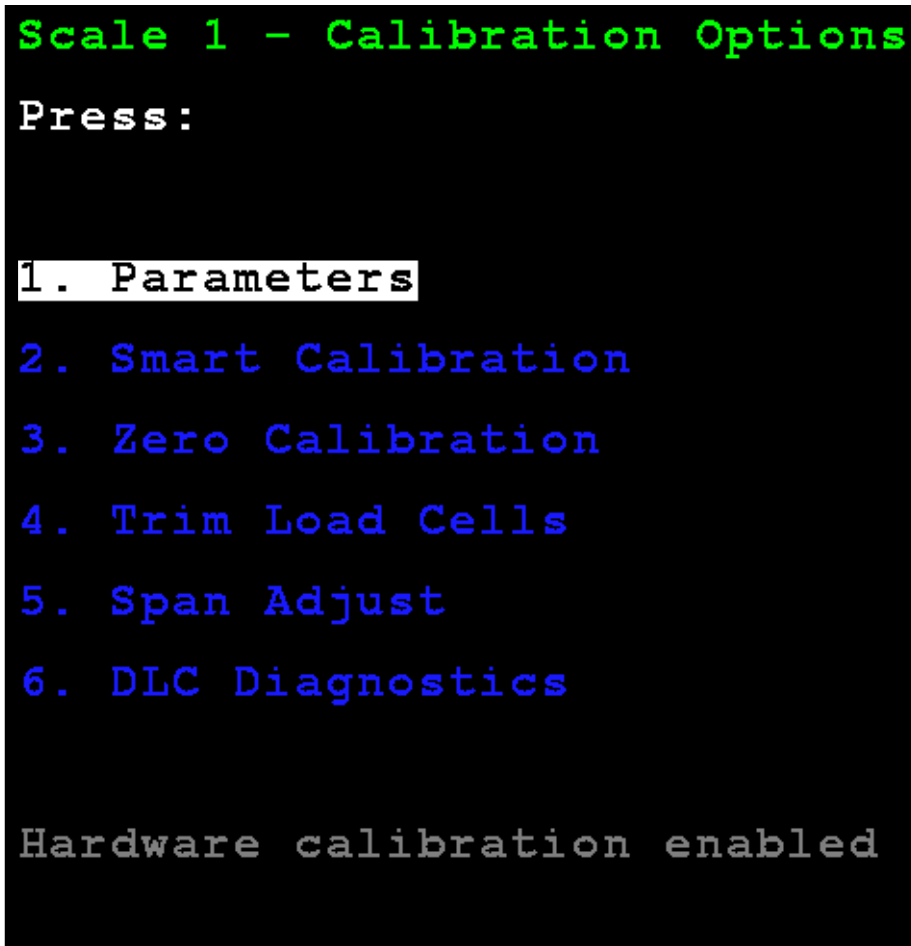 Scale 1 - Calibration Options
Press:
1. Parameters
2. Smart Calibration
3. Zero Calibration
4. Trim Load Cells
5. Span Adjust
6. DLC Diagnostics
Hardware calibration enabled